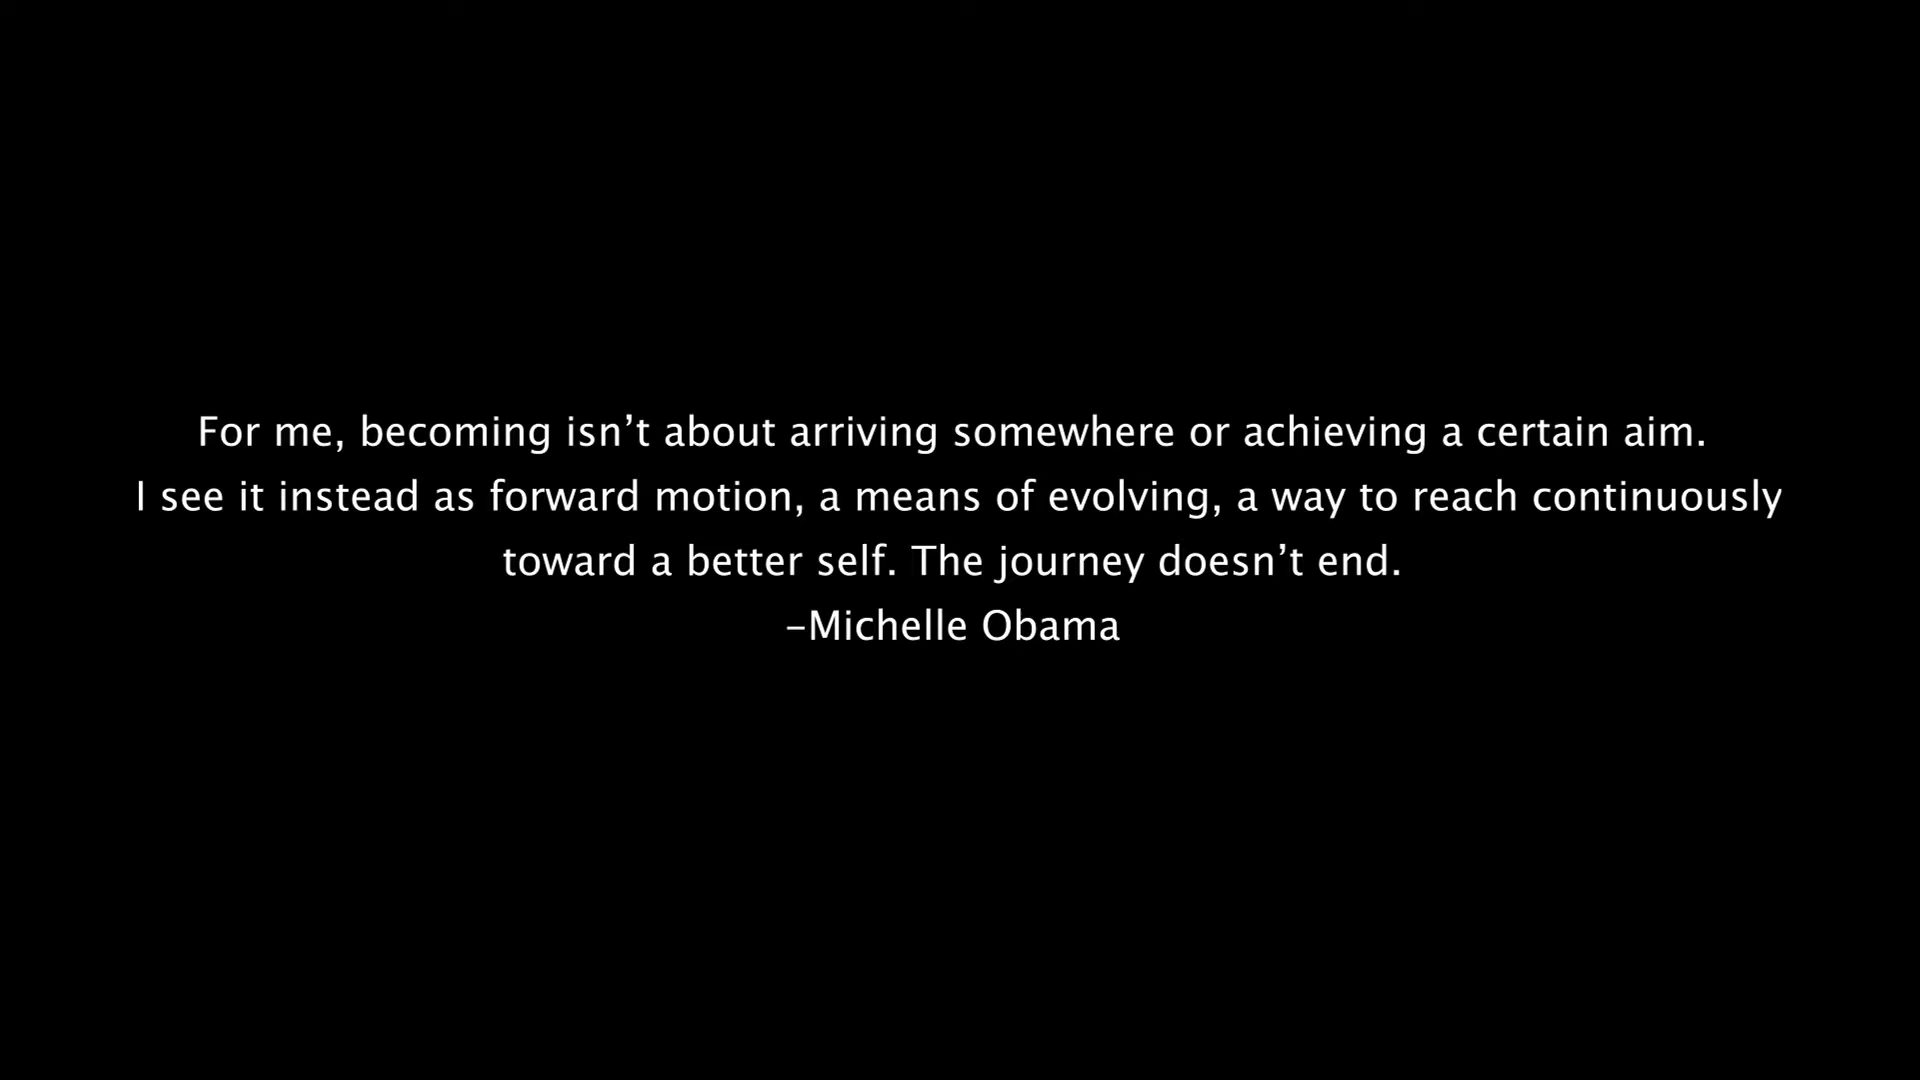 For me, becoming isn’t about arriving somewhere or achieving a certain aim.
I see it instead as forward motion, a means of evolving, a way to reach continuously
toward a better self. The journey doesn’t end.
–Michelle Obama